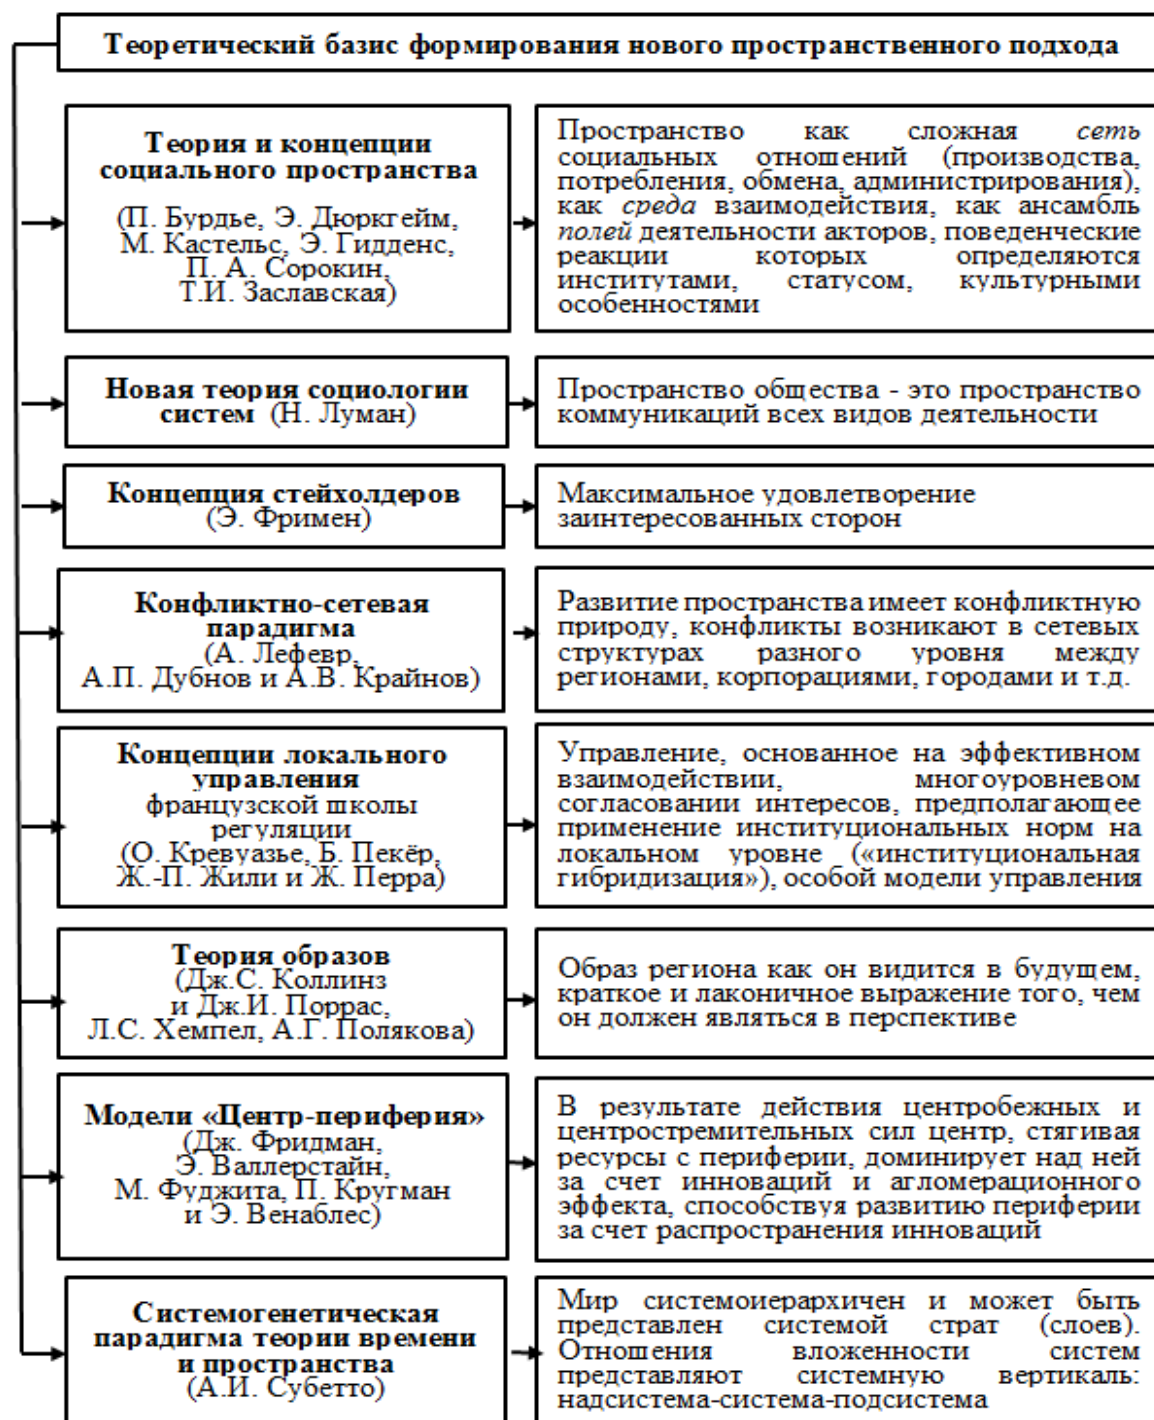 Теоретический базис формирования нового пространственного подхода
Теория и концепции
социального пространства
(П. Бурдье, Э. Дюркгейм,
М. Кастельс, Э. Гидденс,
П. А. Сорокин,
Т.И. Заславская)
Пространство как сложная сеть
социальных отношений (производства,
потребления, обмена, администрирования),
как среда взаимодействия, как ансамбль
полей деятельности акторов, поведенческие
реакции которых определяются
институтами, статусом, культурными
особенностями
Новая теория социологии
систем (Н. Луман)
Пространство общества - это пространство
коммуникаций всех видов деятельности
Концепция стейхолдеров
(Э. Фримен)
Максимальное удовлетворение
заинтересованных сторон
Конфликтно-сетевая
парадигма
(А. Лефевр,
А.П. Дубнов и А.В. Крайнов)
Развитие пространства имеет конфликтную
природу, конфликты возникают в сетевых
структурах разного уровня между
регионами, корпорациями, городами и т.д.
Концепции локального
управления
французской школы
регуляции
(О. Кревуазье, Б. Пекёр,
Ж.-П. Жили и Ж. Перра)
Управление, основанное на эффективном
взаимодействии, многоуровневом
согласовании интересов, предполагающее
применение институциональных норм на
локальном уровне («институциональная
гибридизация»), особой модели управления
Теория образов
(Дж.С. Коллинз
и Дж.И. Поррас,
Л.С. Хемпел, А.Г. Полякова)
Образ региона как он видится в будущем,
краткое и лаконичное выражение того, чем
он должен являться в перспективе
Модели «Центр-периферия»
(Дж. Фридман,
Э. Валлерстайн,
М. Фуджита, П. Кругман
и Э. Венаблес)
В результате действия центробежных и
центростремительных сил центр, стягивая
ресурсы с периферии, доминирует над ней
за счет инноваций и агломерационного
эффекта, способствуя развитию периферии
за счет распространения инноваций
Системогенетическая
парадигма теории времени
и пространства
(А.И. Субетто)
Мир системоиерархичен и может быть
представлен системой страт (слоев).
Отношения вложенности систем
представляют системную вертикаль:
надсистема-система-подсистема